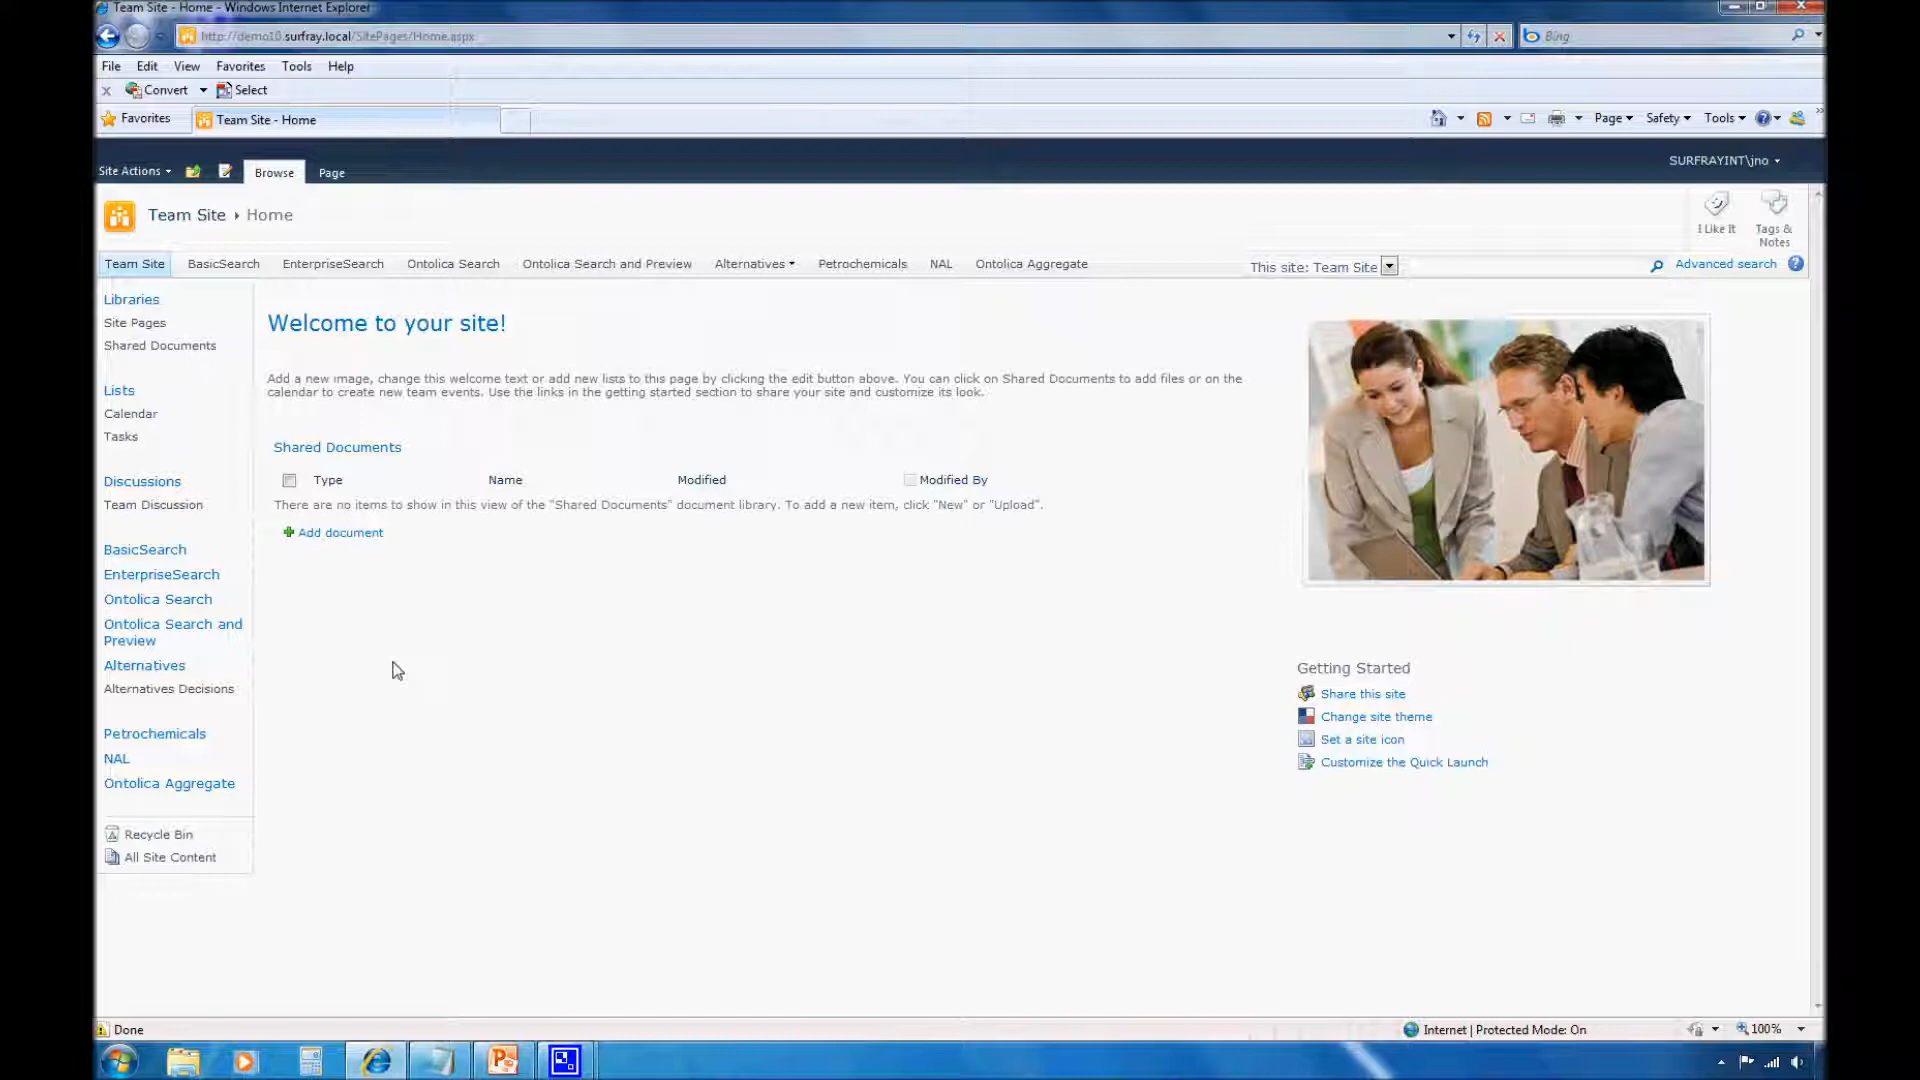 Team Site - Home - Windows Internet Explorer
http://demo10.surfray.local/SitePages/Home.aspx
Bing
File Edit View Favorites Tools Help
x Convert Select
Favorites Team Site - Home Page Safety Tools
Site Actions Browse Page SURFRAYINT\jno
Team Site Home
I Like It
Tags & Notes
Team Site BasicSearch EnterpriseSearch Ontolica Search Ontolica Search and Preview Alternatives Petrochemicals NAL Ontolica Aggregate This site: Team Site Advanced search
Libraries
Site Pages
Shared Documents
Lists
Calendar
Tasks
Discussions
Team Discussion
BasicSearch
EnterpriseSearch
Ontolica Search
Ontolica Search and
Preview
Alternatives
Alternatives Decisions
Petrochemicals
NAL
Ontolica Aggregate
Recycle Bin
All Site Content
Welcome to your site!
Add a new image, change this welcome text or add new lists to this page by clicking the edit button above. You can click on Shared Documents to add files or on the
calendar to create new team events. Use the links in the getting started section to share your site and customize its look.
Shared Documents
Type Name Modified Modified By
There are no items to show in this view of the "Shared Documents" document library. To add a new item, click "New" or "Upload".
Add document
Getting Started
Share this site
Change site theme
Set a site icon
Customize the Quick Launch
Done Internet | Protected Mode: On 100%